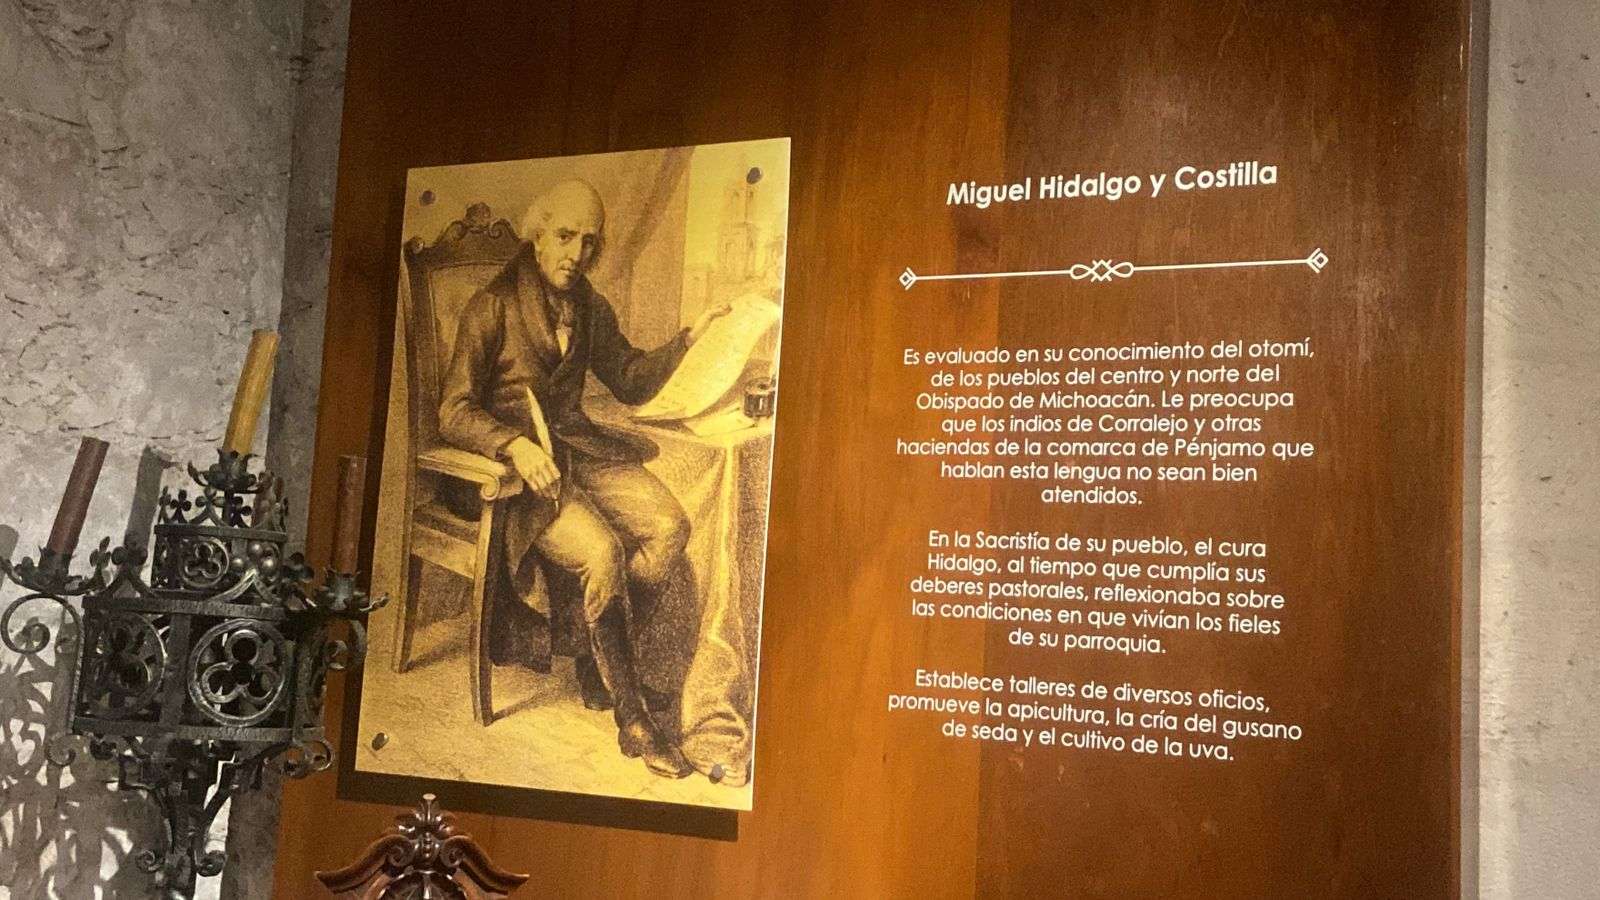 Miguel Hidalgo y Costilla
Es evaluado en su conocimiento del otomí,
de los pueblos del centro y norte del
Obispado de Michoacán. Le preocupa
que los indios de Corralejo y otras
haciendas de la comarca de Pénjamo que
hablan esta lengua no sean bien
atendidos.
En la Sacristía de su pueblo, el cura
Hidalgo, al tiempo que cumplía sus
deberes pastorales, reflexionaba sobre
las condiciones en que vivían los fieles
de su parroquia.
Establece talleres de diversos oficios,
promueve la apicultura, la cría del gusano
de seda y el cultivo de la uva.